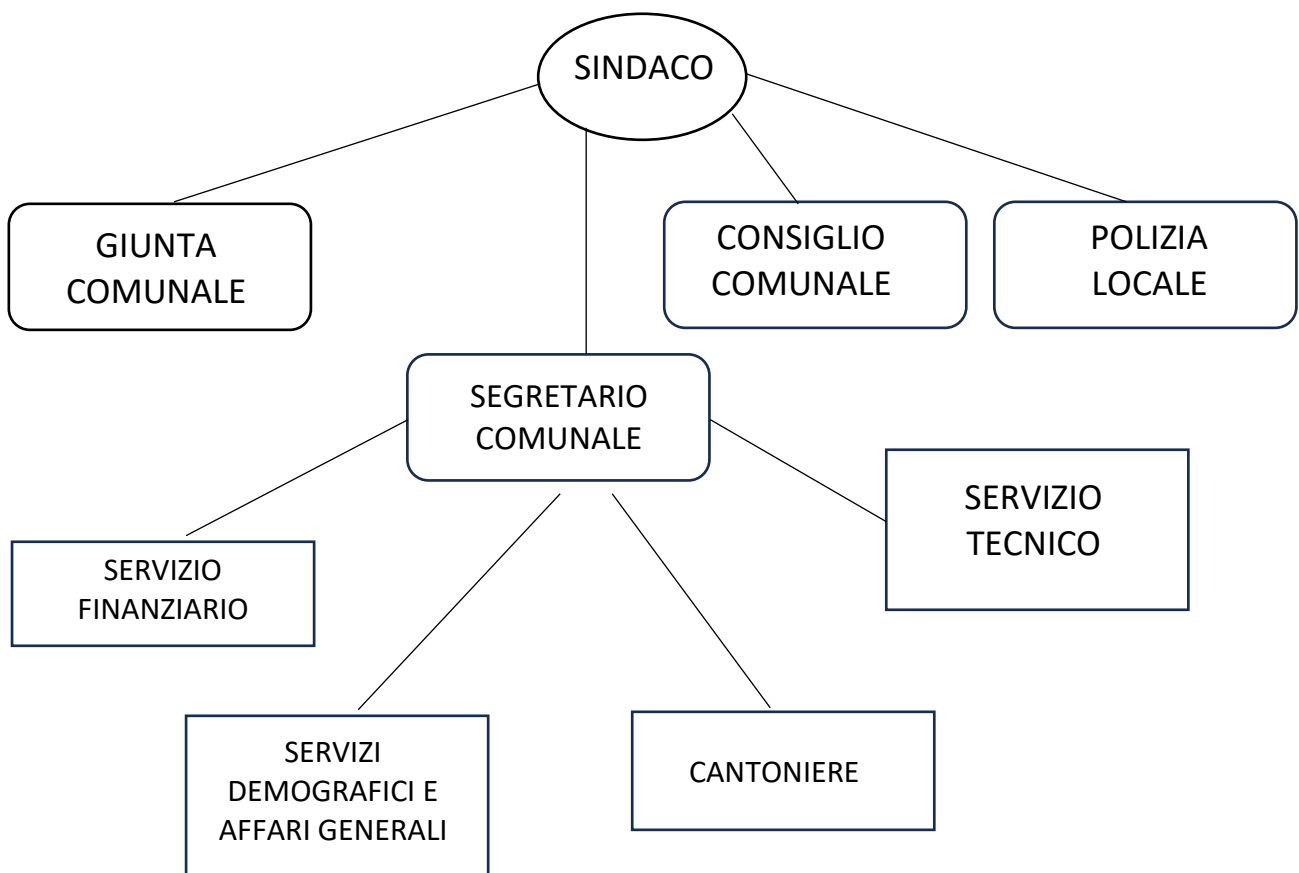 SINDACO
GIUNTA
COMUNALE
CONSIGLIO
COMUNALE
POLIZIA
LOCALE
SEGRETARIO
COMUNALE
SERVIZIO
TECNICO
SERVIZIO
FINANZIARIO
SERVIZI
DEMOGRAFICI E
AFFARI GENERALI
CANTONIERE